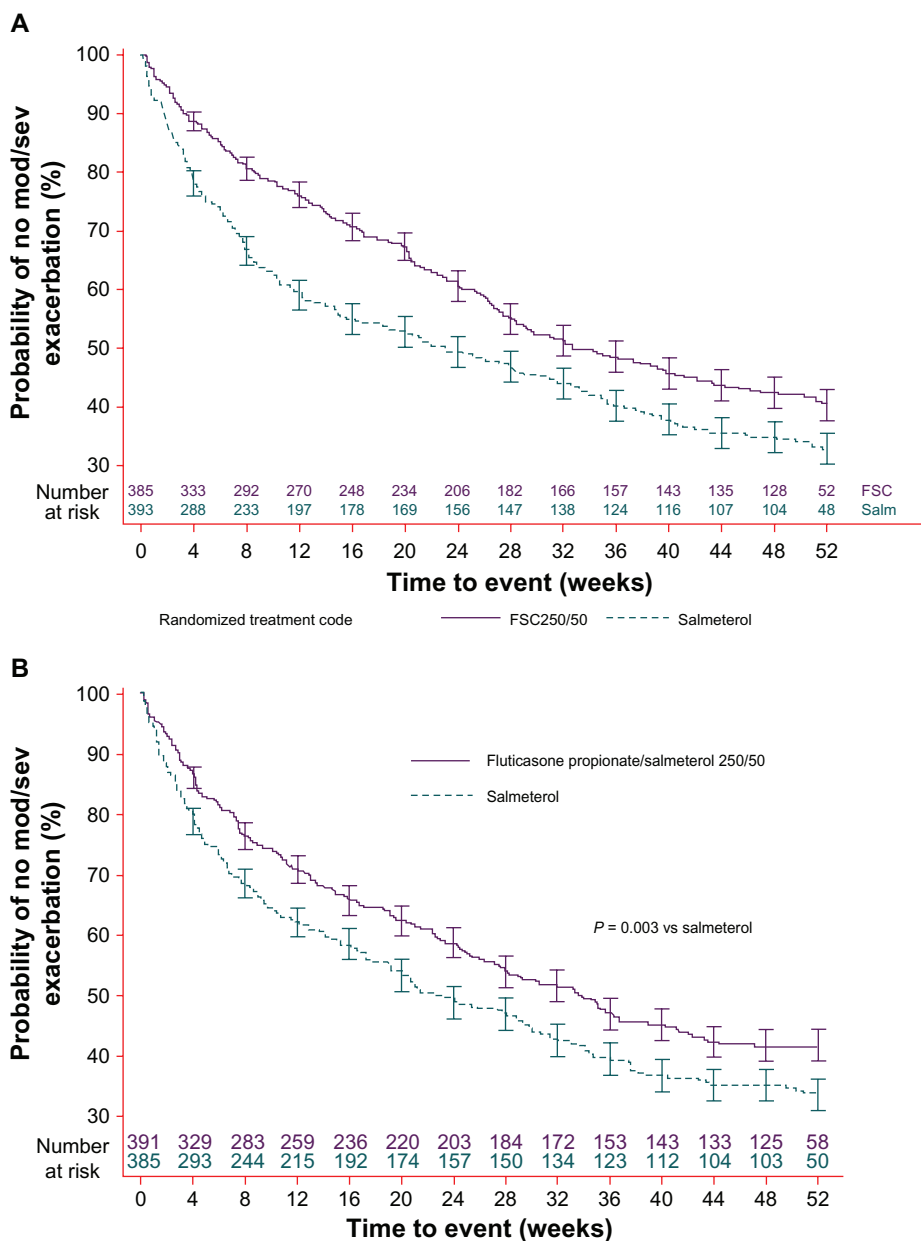 A
Probability of no mod/sev
exacerbation (%)
100
90
80
70
60
50
40
30
Number
at risk
385 333 292 270 248 234 206 182 166 157 143 135 128 52 FSC
393 288 233 197 178 169 156 147 138 124 116 107 104 48 Salm
0 4 8 12 16 20 24 28 32 36 40 44 48 52
Time to event (weeks)
Randomized treatment code FSC250/50 Salmeterol
B
Probability of no mod/sev
exacerbation (%)
100
90
80
70
60
50
40
30
Fluticasone propionate/salmeterol 250/50
Salmeterol
P = 0.003 vs salmeterol
Number
at risk
391 329 283 259 236 220 203 184 172 153 143 133 125 58
385 293 244 215 192 174 157 150 134 123 112 104 103 50
0 4 8 12 16 20 24 28 32 36 40 44 48 52
Time to event (weeks)